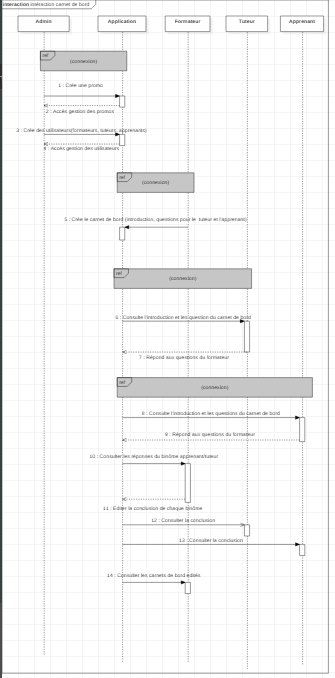 interaction intéraction carnet de bord
Admin
Application
Formateur
Tuteur
Apprenant
ref
(connexion)
1 : Crée une promo
2 : Accès gestion des promos
3 : Crée des utilisateurs(formateurs, tuteurs, apprenants)
4 : Accès gestion des utilisateurs
ref
(connexion)
5 : Crée le carnet de bord (introduction, questions pour le tuteur et l'apprenant)
ref
(connexion)
6 : Consulte l'introduction et les question du carnet de bord
7 : Répond aux questions du formateur
ref
(connexion)
8 : Consulte l'introduction et les questions du carnet de bord
9 : Répond aux questions du formateur
10 : Consulter les réponses du binôme apprenant/tuteur
11 : Editer la conclusion de chaque binôme
12 : Consulter la conclusion
13 : Consulter la conclusion
14 : Consulter les carnets de bord édités